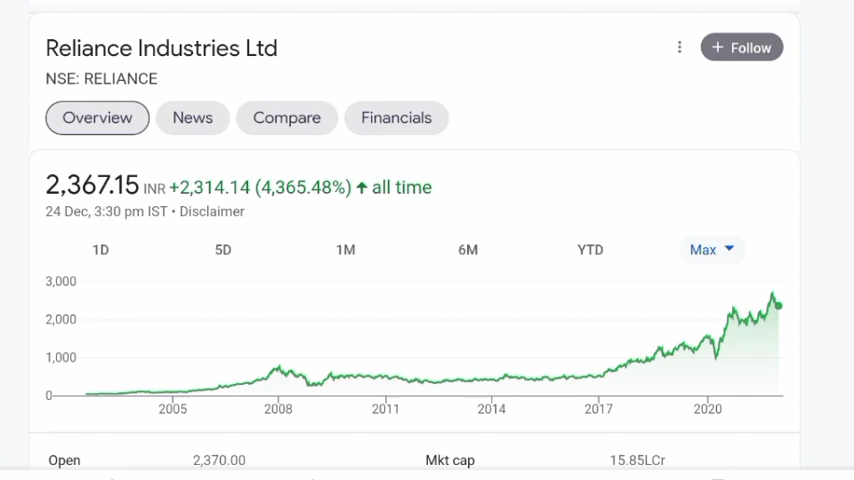 Reliance Industries Ltd
+ Follow
NSE: RELIANCE
Overview News Compare Financials
2,367.15 INR +2,314.14 (4,365.48%) ↑ all time
24 Dec, 3:30 pm IST • Disclaimer
1D 5D 1M 6M YTD Max
3,000
2,000
1,000
0
2005 2008 2011 2014 2017 2020
Open 2,370.00 Mkt cap 15.85LCr